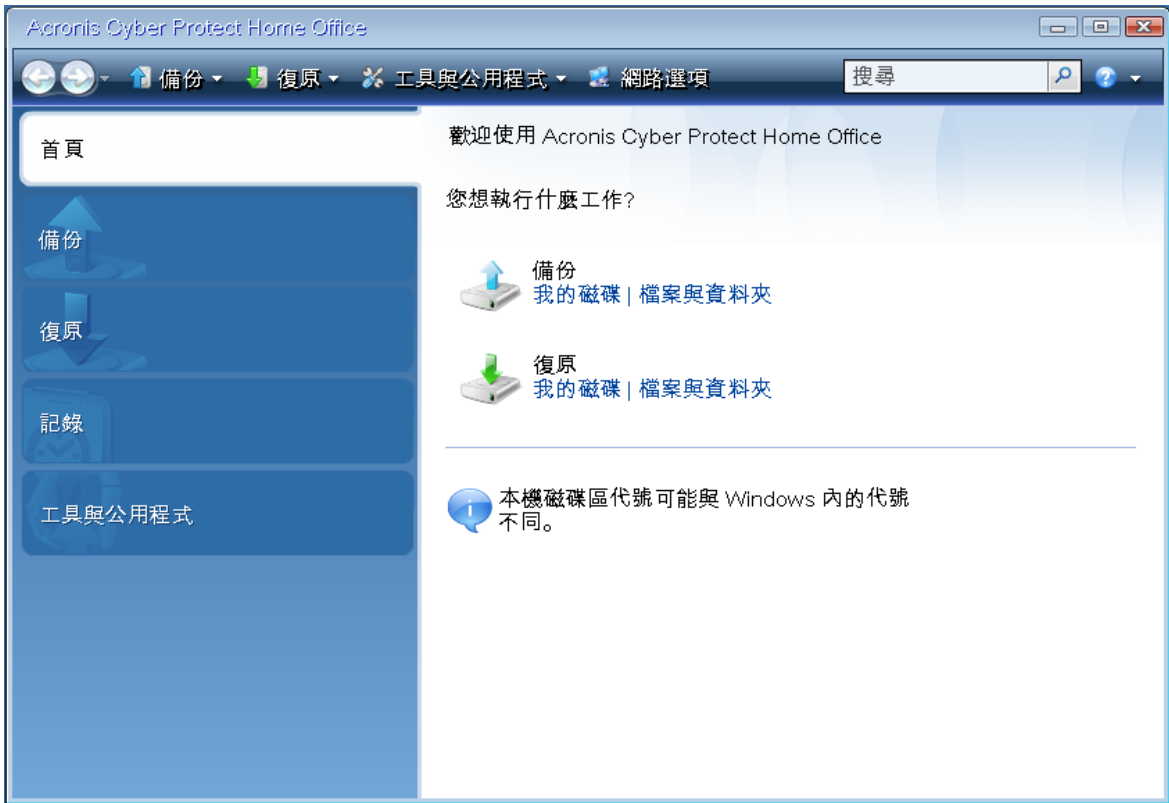 Acronis Cyber Protect Home Office
備份 復原 工具與公用程式 網路選項 搜尋
首頁
備份
復原
記錄
工具與公用程式
歡迎使用 Acronis Cyber Protect Home Office
您想執行什麼工作?
備份
我的磁碟 | 檔案與資料夾
復原
我的磁碟 | 檔案與資料夾
本機磁碟區代號可能與 Windows 內的代號
不同。